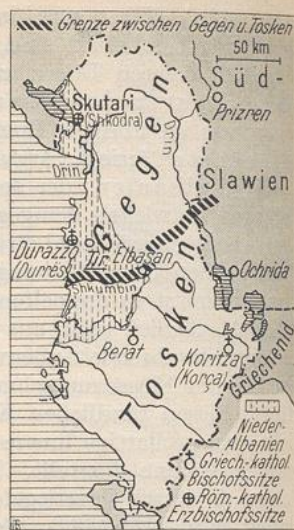 Grenze zwischen Gegen u. Tosken
50 km
Süd-
Skutari
(Shkodra)
Prizren
Drin
Drin
Gegen
Slawien
Durazzo
(Durrës)
Tir.
Elbasan
Shkumbin
Ochrida
Berat
Koritza
(Korça)
Tosken
Griechenld
Nieder-
Albanien
Griech.-kathol.
Bischofssitze
Röm.-kathol.
Erzbischofssitze